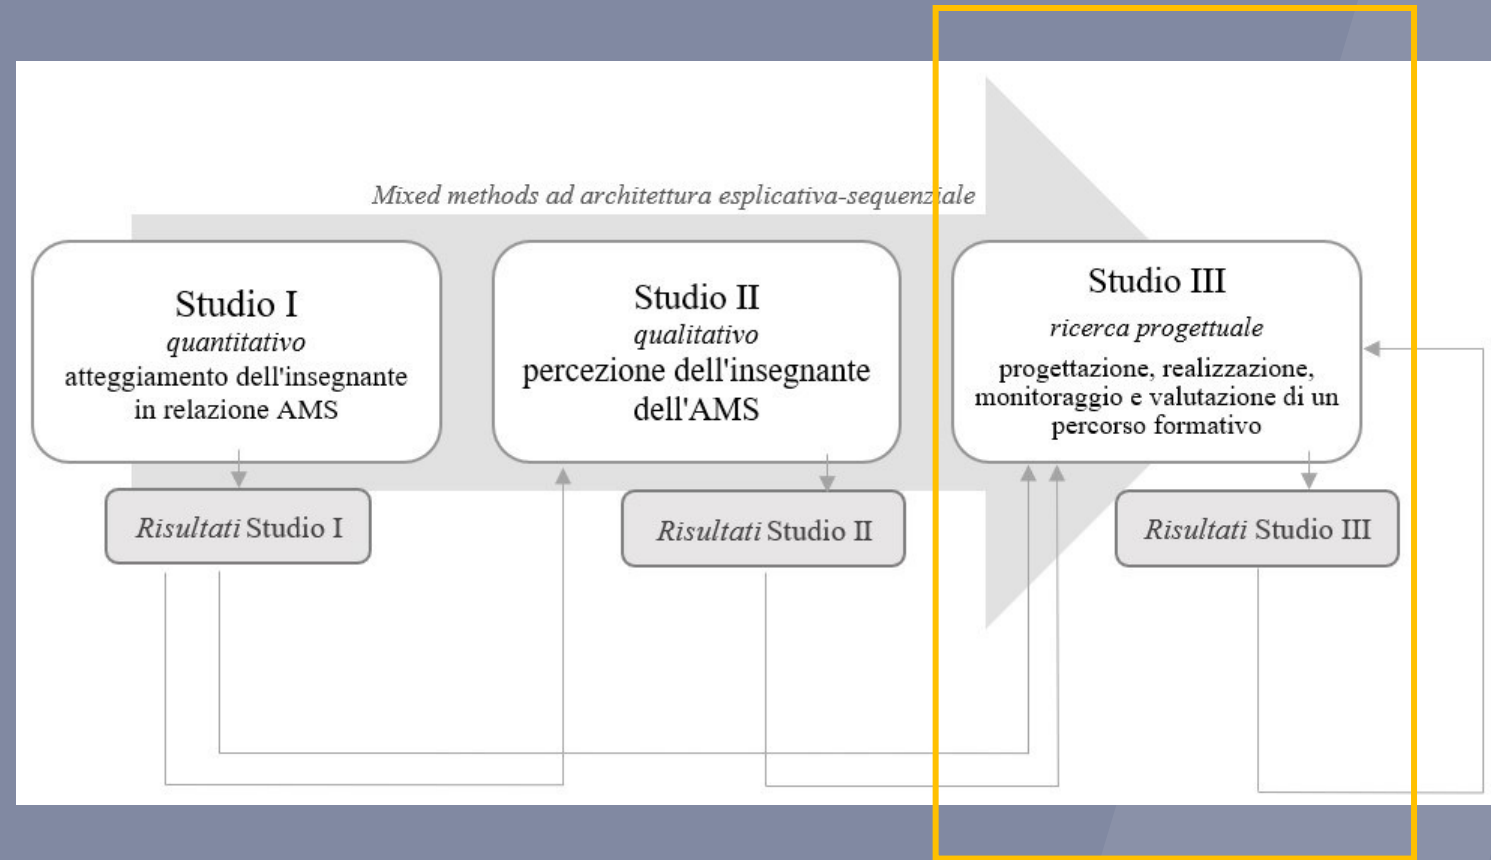 Mixed methods ad architettura esplicativa-sequenziale
Studio I
quantitativo
atteggiamento dell'insegnante
in relazione AMS
Studio II
qualitativo
percezione dell'insegnante
dell'AMS
Studio III
ricerca progettuale
progettazione, realizzazione,
monitoraggio e valutazione di un
percorso formativo
Risultati Studio I
Risultati Studio II
Risultati Studio III